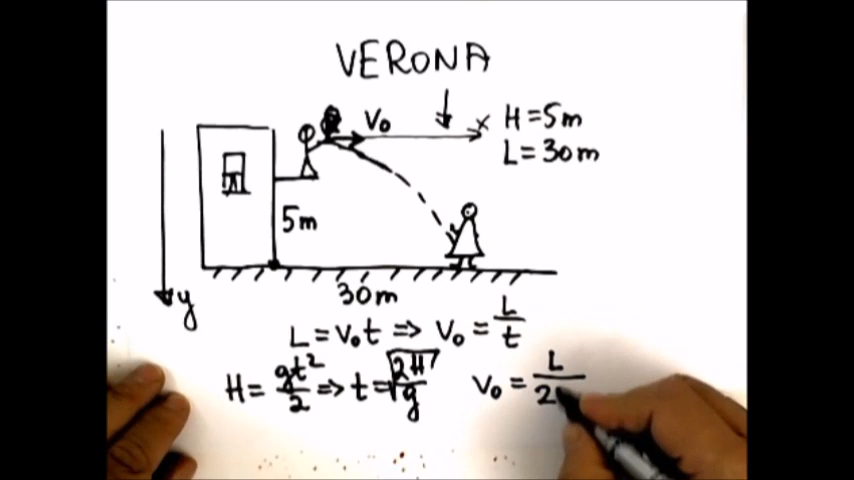 VERONA
V₀
x
H = 5m
L = 30m
5m
30m
y
L = V₀t ⇒ V₀ = L/t
H = gt²/2 ⇒ t = √(2H/g)
V₀ = L/2